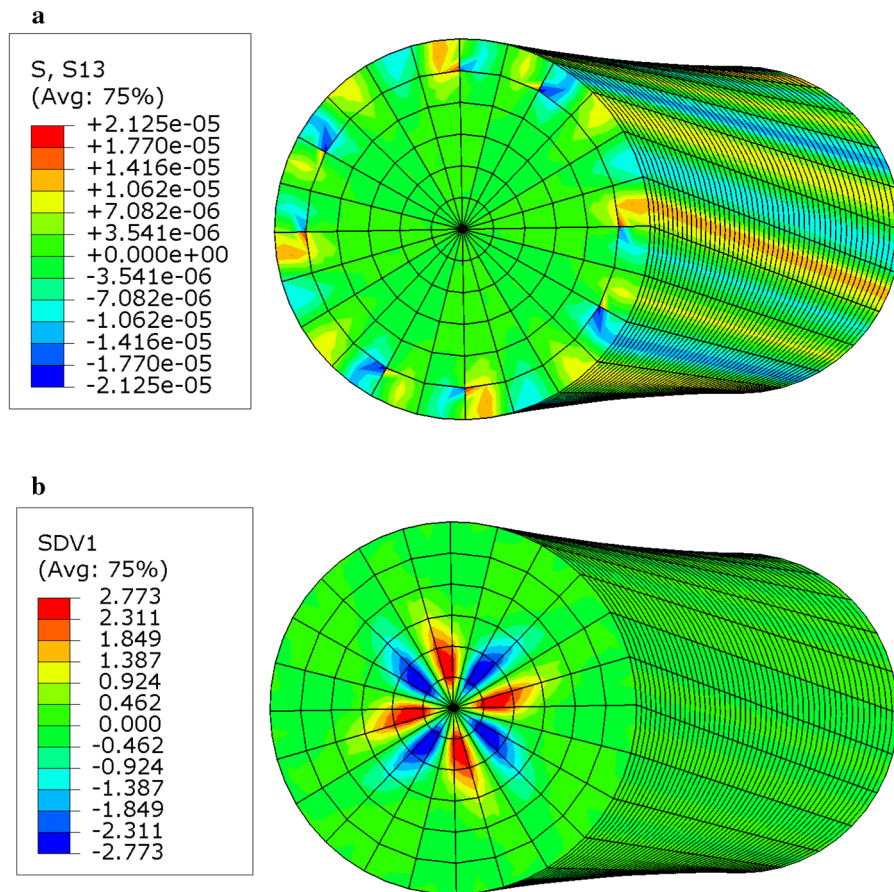 a
S, S13
(Avg: 75%)
+2.125e-05
+1.770e-05
+1.416e-05
+1.062e-05
+7.082e-06
+3.541e-06
+0.000e+00
-3.541e-06
-7.082e-06
-1.062e-05
-1.416e-05
-1.770e-05
-2.125e-05
b
SDV1
(Avg: 75%)
2.773
2.311
1.849
1.387
0.924
0.462
0.000
-0.462
-0.924
-1.387
-1.849
-2.311
-2.773